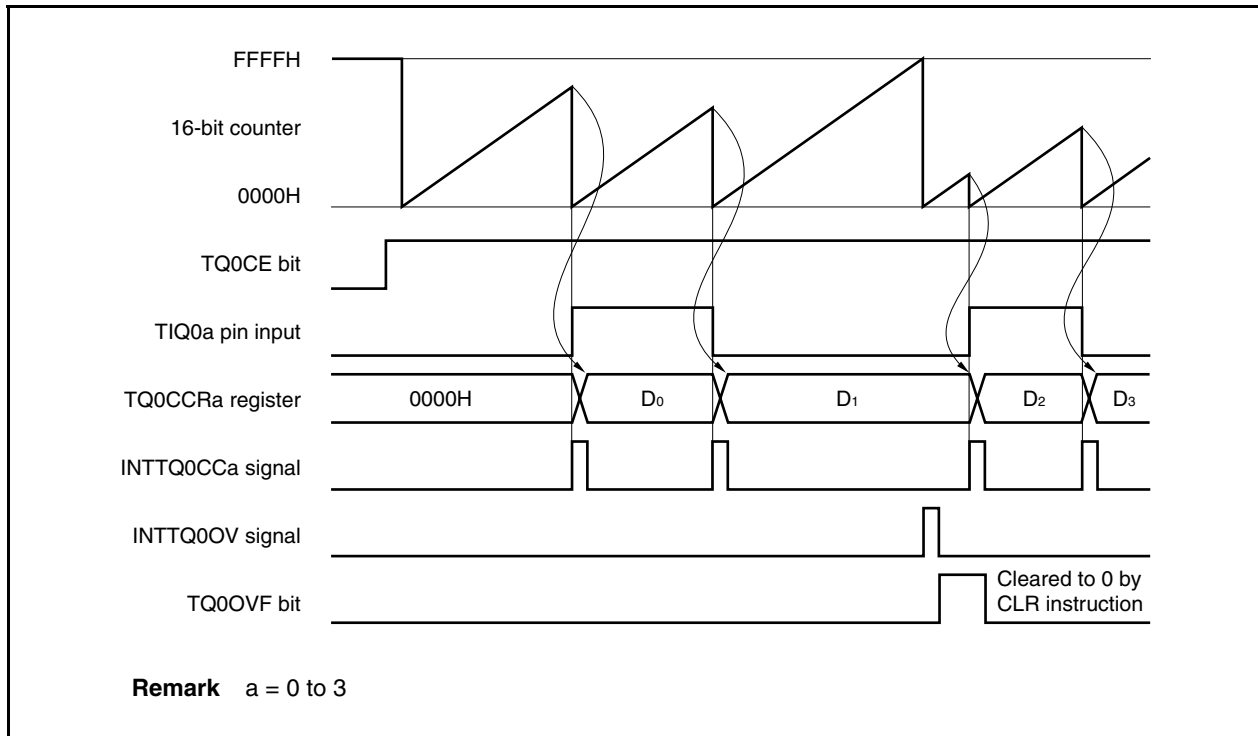 FFFFH
16-bit counter
0000H
TQ0CE bit
TIQ0a pin input
TQ0CCRa register
0000H D0 D1 D2 D3
INTTQ0CCa signal
INTTQ0OV signal
TQ0OVF bit
Cleared to 0 by
CLR instruction
Remark a = 0 to 3